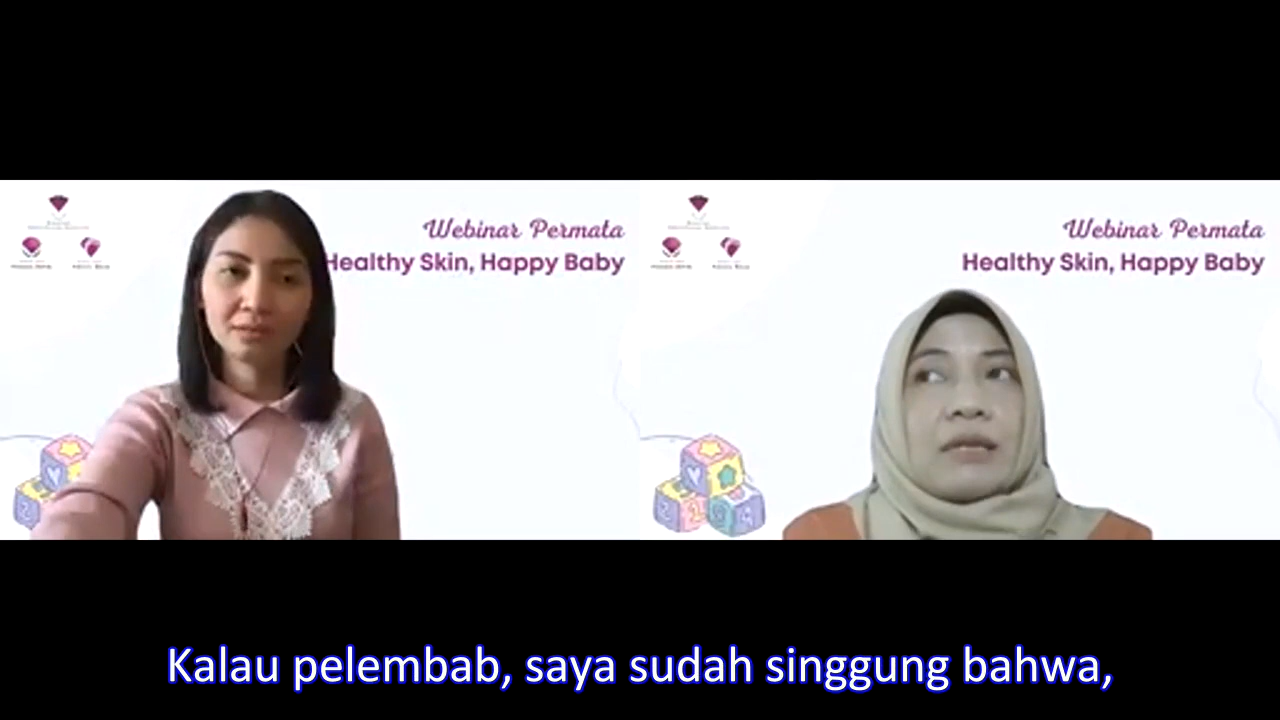 Webinar Permata
Healthy Skin, Happy Baby
Webinar Permata
Healthy Skin, Happy Baby
Kalau pelembab, saya sudah singgung bahwa,